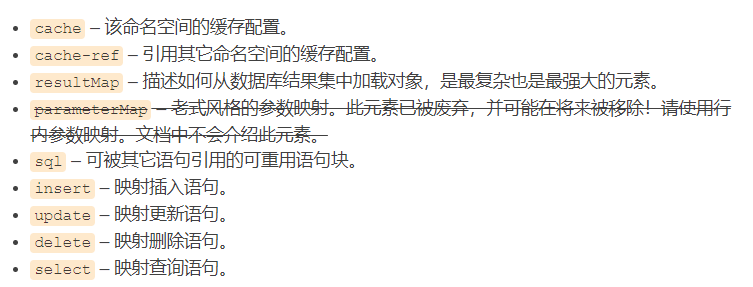 cache – 该命名空间的缓存配置。
cache-ref – 引用其它命名空间的缓存配置。
resultMap – 描述如何从数据库结果集中加载对象，是最复杂也是最强大的元素。
parameterMap – 老式风格的参数映射。此元素已被废弃，并可能在将来被移除！请使用行
内参数映射。文档中不会介绍此元素。
sql – 可被其它语句引用的可重用语句块。
insert – 映射插入语句。
update – 映射更新语句。
delete – 映射删除语句。
select – 映射查询语句。